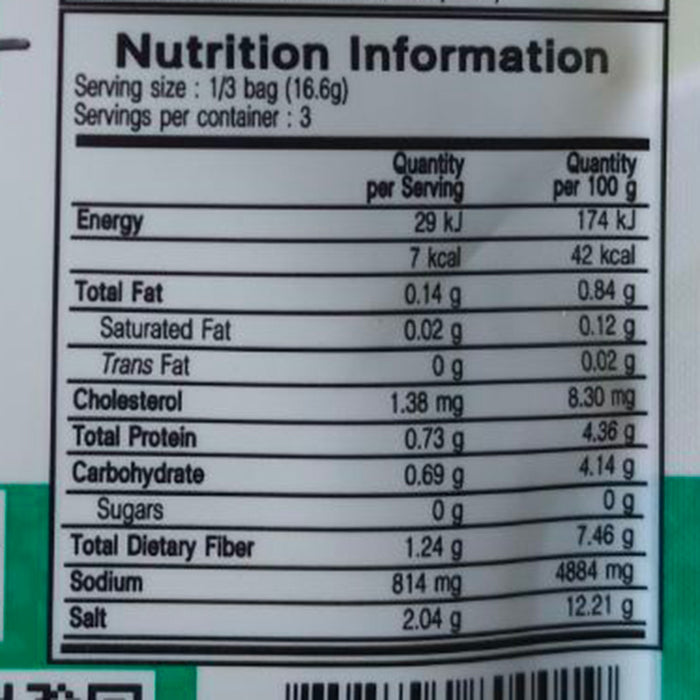 Nutrition Information
Serving size : 1/3 bag (16.6g)
Servings per container : 3
Quantity per Serving Quantity per 100 g
Energy 29 kJ 174 kJ
7 kcal 42 kcal
Total Fat 0.14 g 0.84 g
Saturated Fat 0.02 g 0.12 g
Trans Fat 0 g 0.02 g
Cholesterol 1.38 mg 8.30 mg
Total Protein 0.73 g 4.36 g
Carbohydrate 0.69 g 4.14 g
Sugars 0 g 0 g
Total Dietary Fiber 1.24 g 7.46 g
Sodium 814 mg 4884 mg
Salt 2.04 g 12.21 g